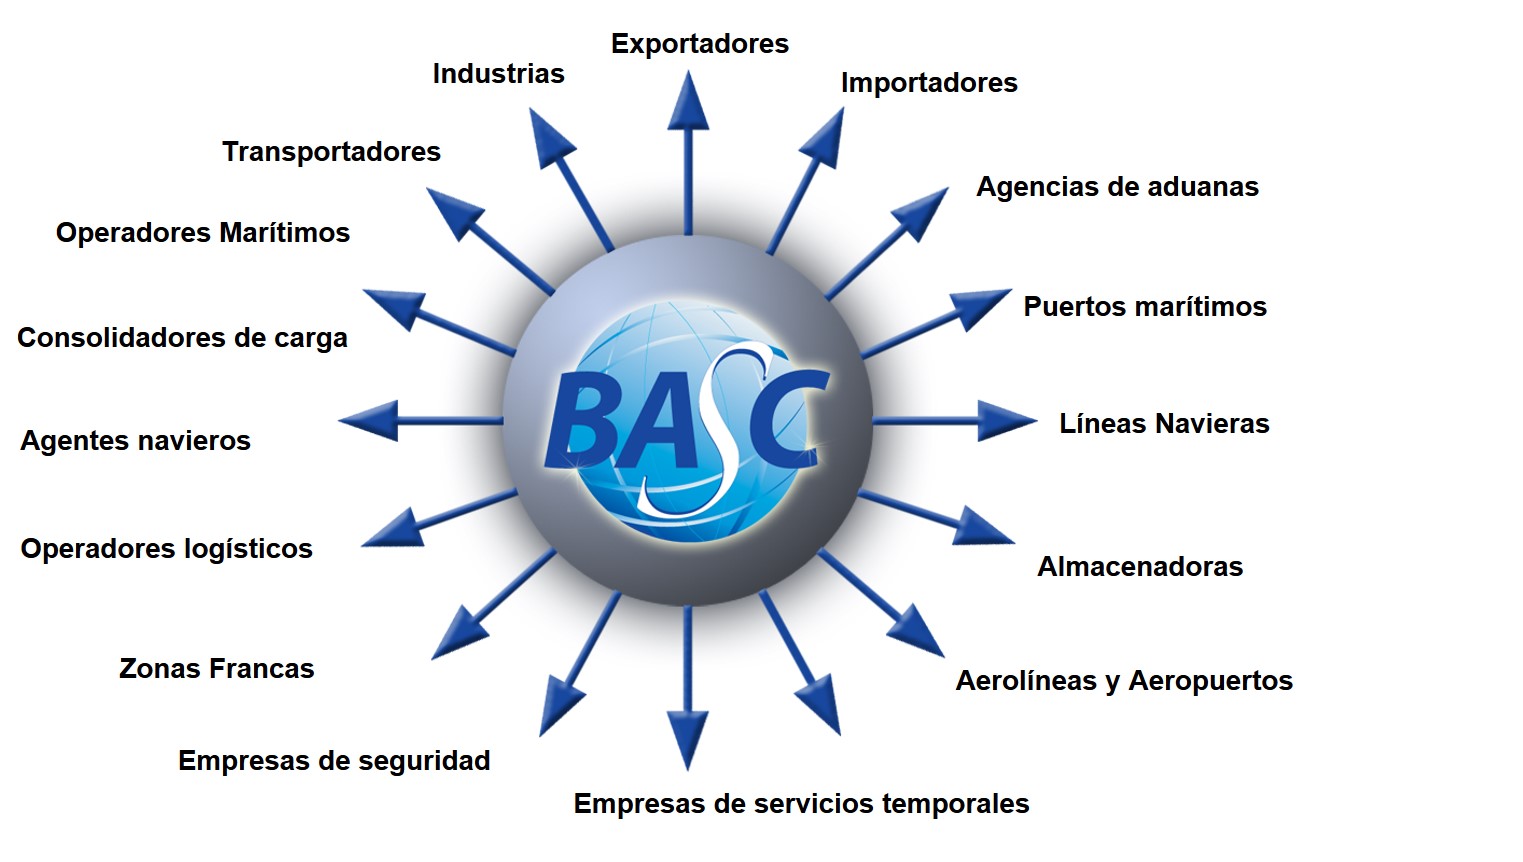 Exportadores
Industrias
Importadores
Transportadores
Agencias de aduanas
Operadores Marítimos
Puertos marítimos
Consolidadores de carga
BASC
Líneas Navieras
Agentes navieros
Operadores logísticos
Almacenadoras
Zonas Francas
Aerolíneas y Aeropuertos
Empresas de seguridad
Empresas de servicios temporales